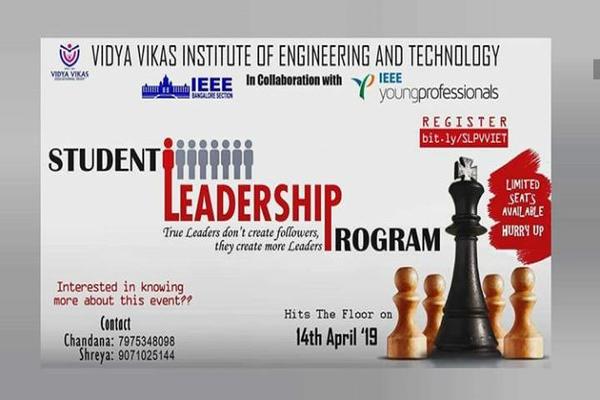 VIDYA VIKAS INSTITUTE OF ENGINEERING AND TECHNOLOGY
VIDYA VIKAS
IEEE
BANGALORE SECTION
In Collaboration with
IEEE
youngprofessionals
REGISTER
bit.ly/SLPVVIET
STUDENT
LEADERSHIP
PROGRAM
True Leaders don't create followers,
they create more Leaders
LIMITED
SEATS
AVAILABLE
HURRY UP
Interested in knowing
more about this event??
Contact
Chandana: 7975348098
Shreya: 9071025144
Hits The Floor on
14th April '19